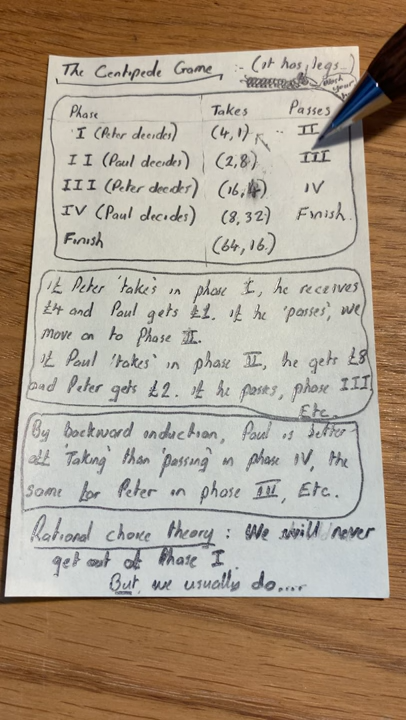 The Centipede Game :- (it has legs...)
Phase Takes Passes
I (Peter decides) (4,1) II
II (Paul decides) (2,8) III
III (Peter decides) (16,4) IV
IV (Paul decides) (8,32) Finish.
Finish (64,16.)
if Peter 'takes' in phase I, he receives
£4 and Paul gets £1. if he 'passes', we
move on to Phase II.
if Paul 'takes' in phase II, he gets £8
and Peter gets £2. if he passes, phase III
Etc.
By backward induction, Paul is better
off 'Taking' than 'passing' in phase IV, the
same for Peter in phase III, Etc.
Rational choice theory : We will never
get out of Phase I
But we usually do....